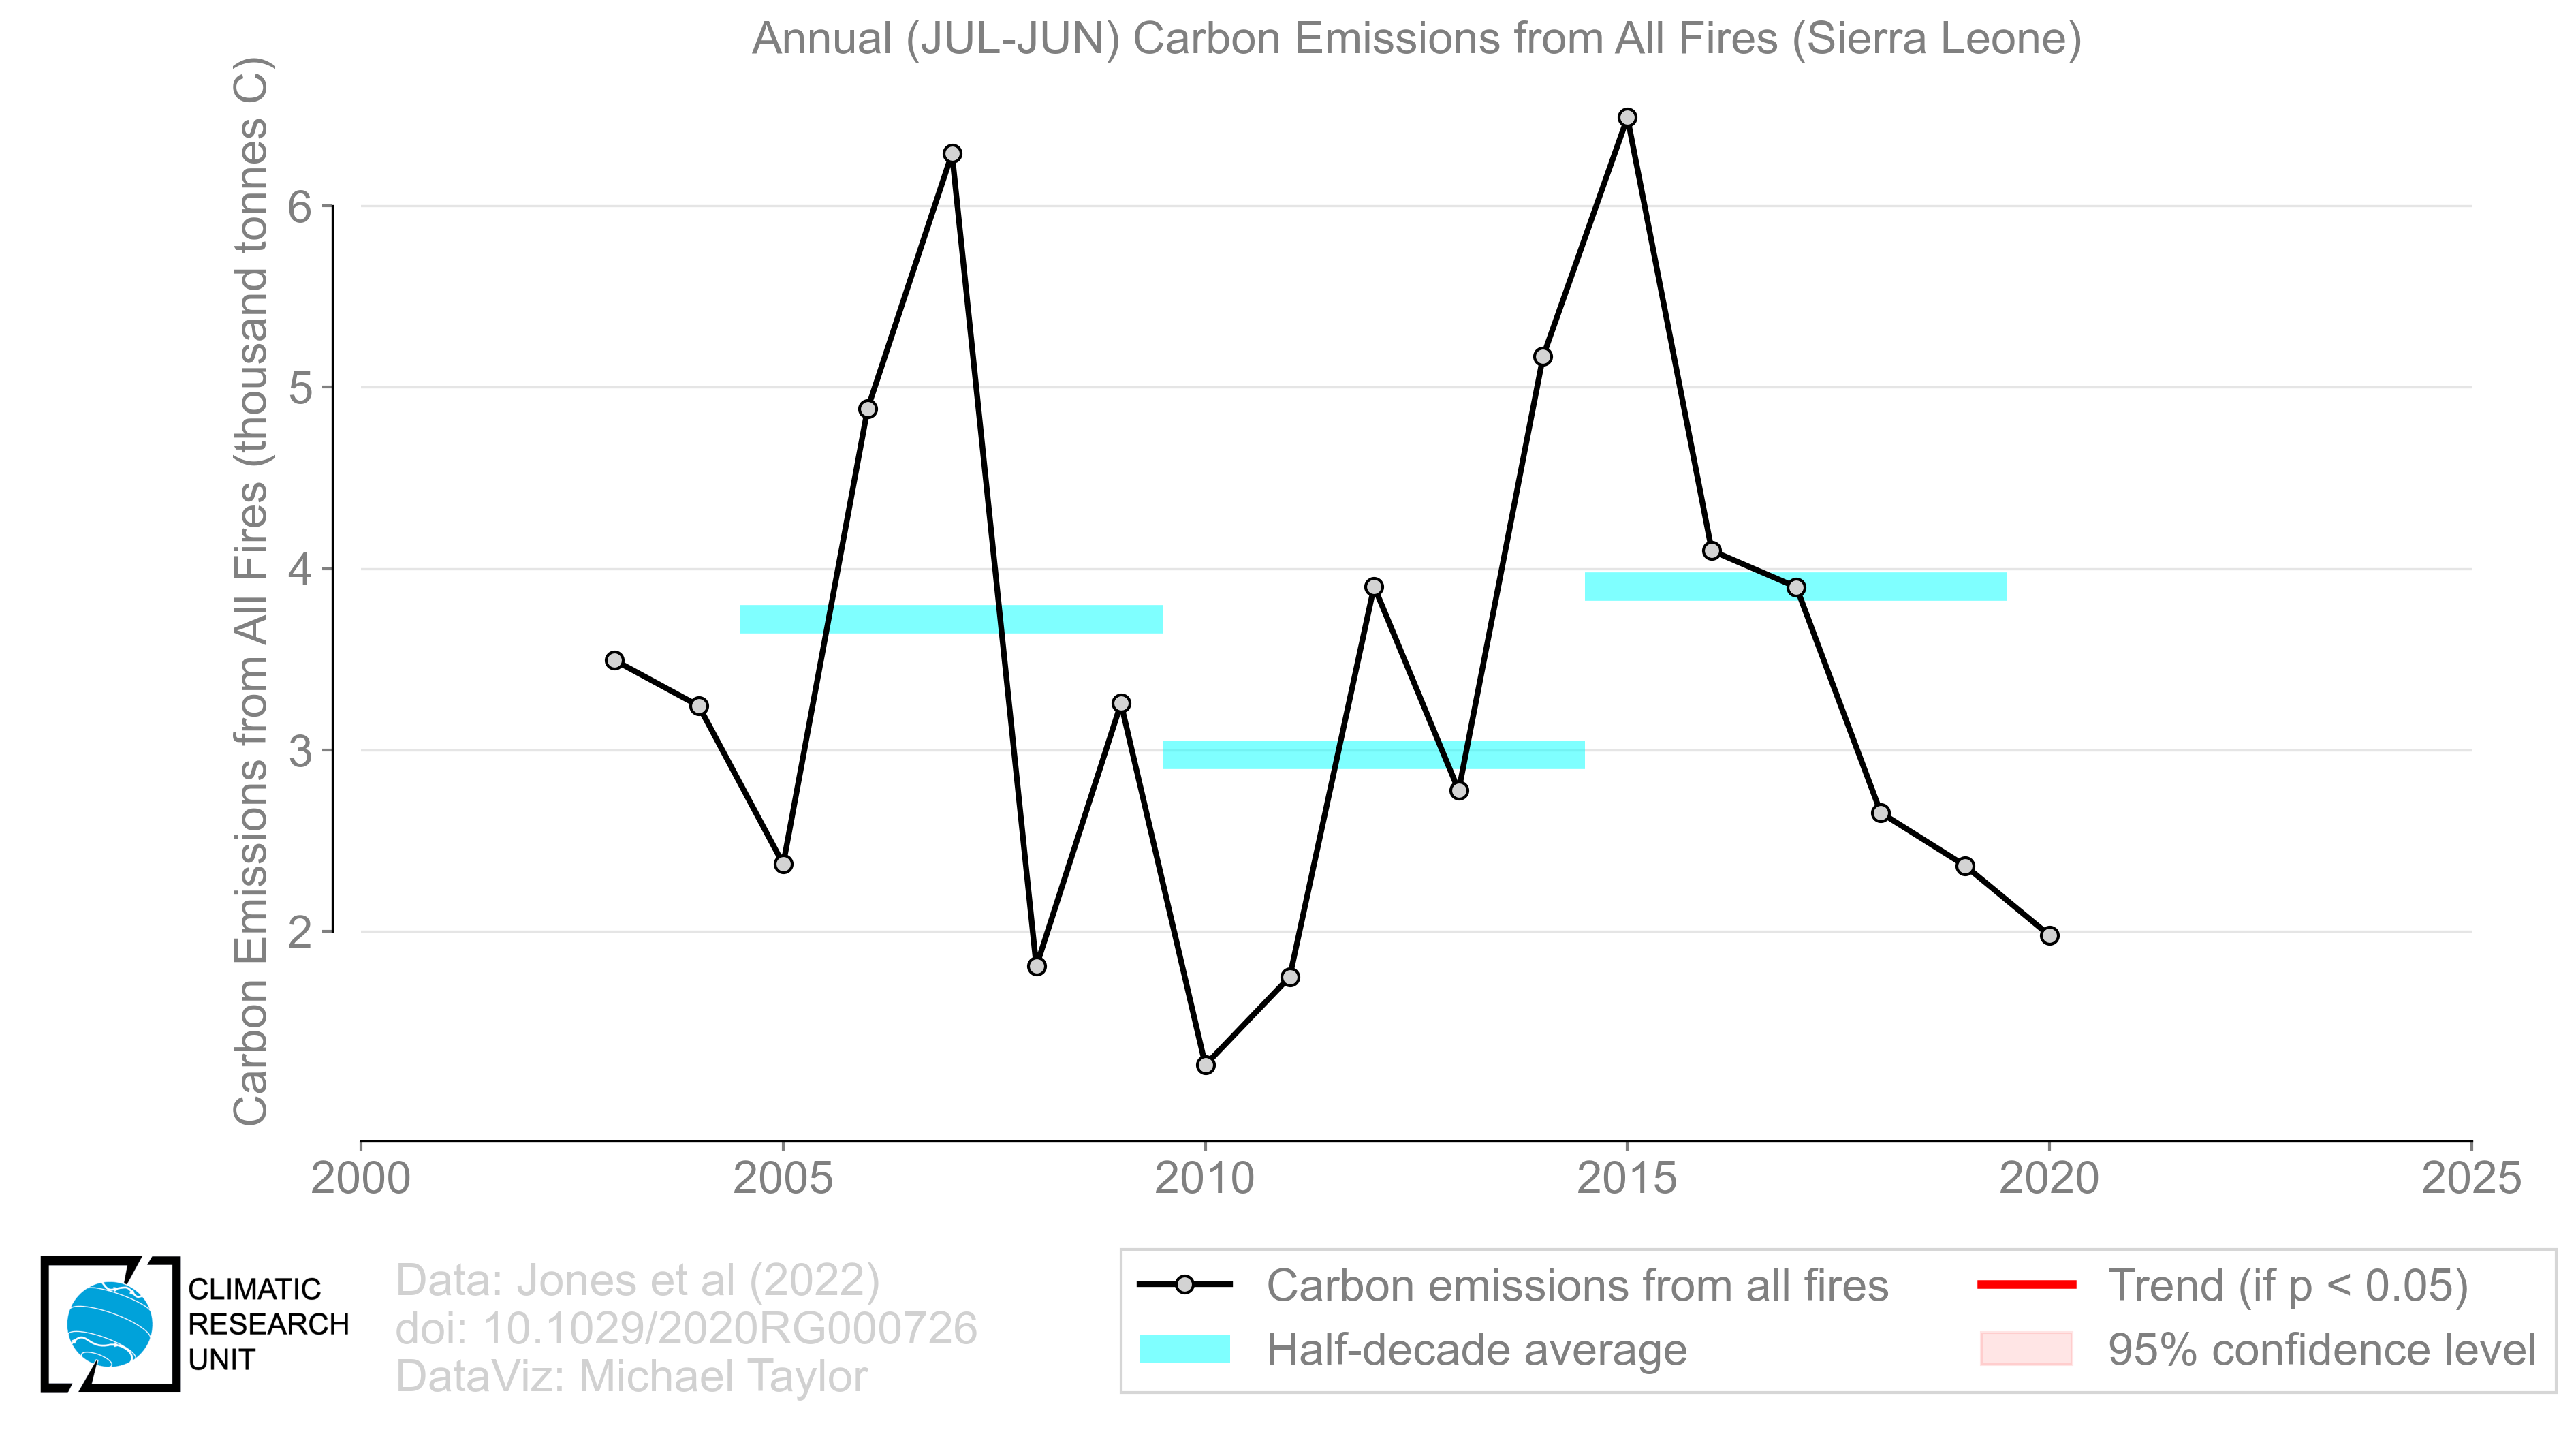 Annual (JUL-JUN) Carbon Emissions from All Fires (Sierra Leone)
Carbon Emissions from All Fires (thousand tonnes C)
6
5
4
3
2
2000 2005 2010 2015 2020 2025
CLIMATIC
RESEARCH
UNIT
Data: Jones et al (2022)
doi: 10.1029/2020RG000726
DataViz: Michael Taylor
Carbon emissions from all fires
Half-decade average
Trend (if p < 0.05)
95% confidence level